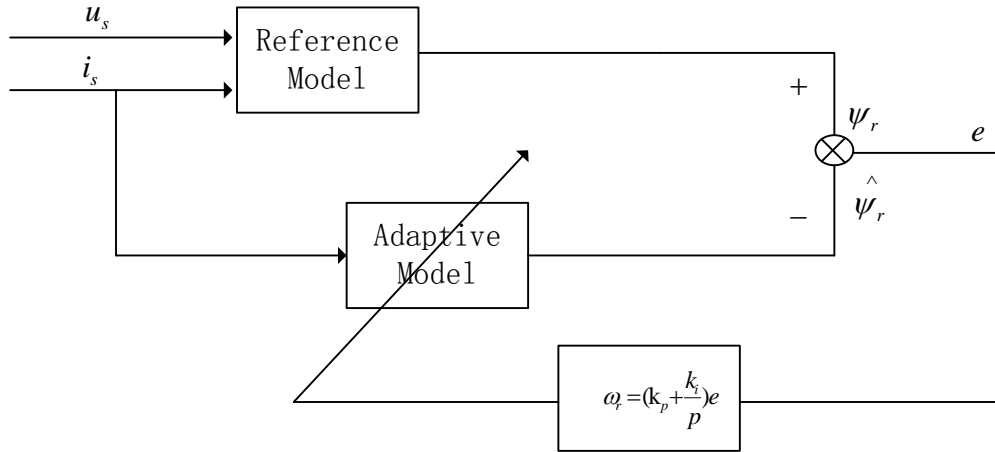 u_s
i_s
Reference
Model
+
ψ_r
e
ψ̂_r
−
Adaptive
Model
ω_r=(k_p+k_i/p)e